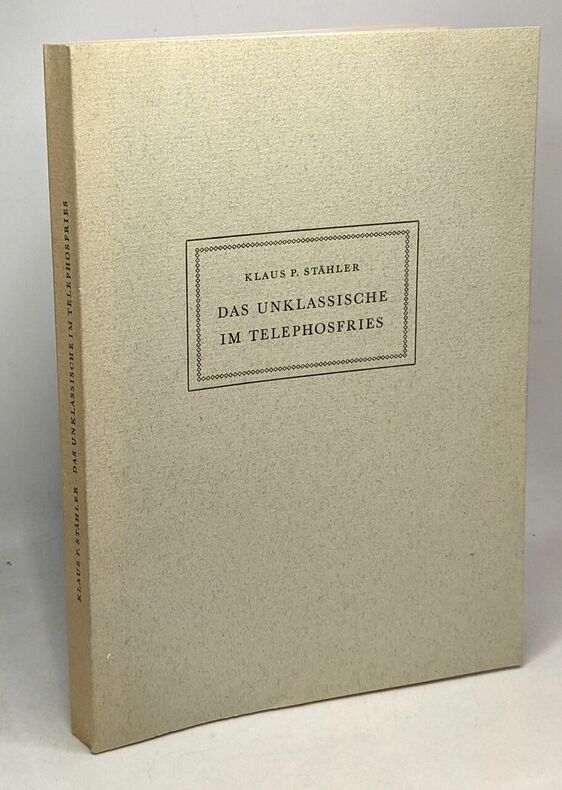 KLAUS P. STÄHLER
DAS UNKLASSISCHE
IM TELEPHOSFRIES
KLAUS P. STÄHLER · DAS UNKLASSISCHE IM TELEPHOSFRIES